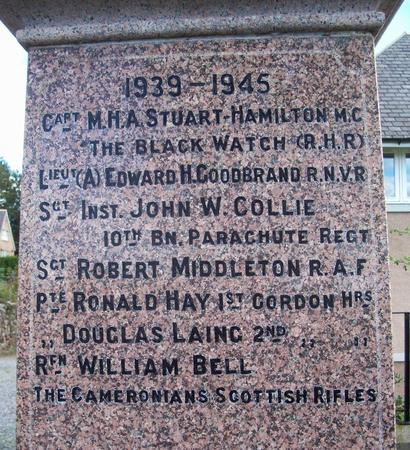 1939 – 1945
CAPT M.H.A. STUART-HAMILTON M.C
"THE BLACK WATCH (R.H.R)
LIEUT (A) EDWARD H. GOODBRAND R.N.V.R
SGT INST. JOHN W. COLLIE
10TH BN. PARACHUTE REGT
SGT ROBERT MIDDLETON R.A.F
PTE RONALD HAY 1ST GORDON HRS
,, DOUGLAS LAING 2ND ,, ,,
RFN WILLIAM BELL
THE CAMERONIANS SCOTTISH RIFLES